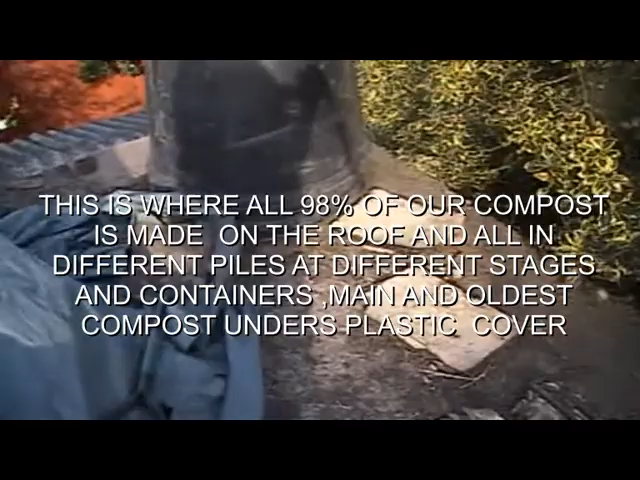 THIS IS WHERE ALL 98% OF OUR COMPOST
IS MADE  ON THE ROOF AND ALL IN
DIFFERENT PILES AT DIFFERENT STAGES
AND CONTAINERS ,MAIN AND OLDEST
COMPOST UNDERS PLASTIC  COVER